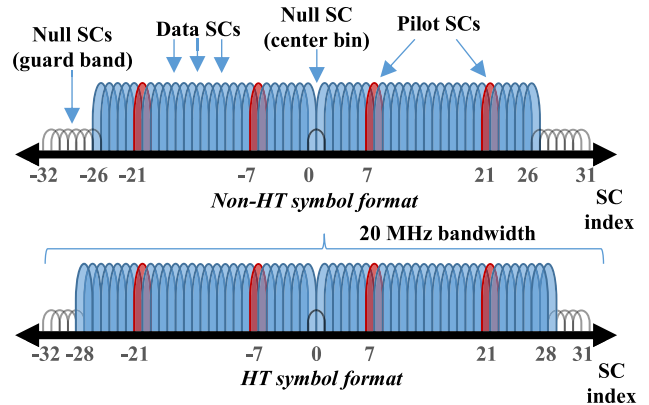 Null SCs
(guard band)
Data SCs
Null SC
(center bin)
Pilot SCs
-32 -26 -21 -7 0 7 21 26 31
Non-HT symbol format
SC
index
20 MHz bandwidth
-32 -28 -21 -7 0 7 21 28 31
HT symbol format
SC
index